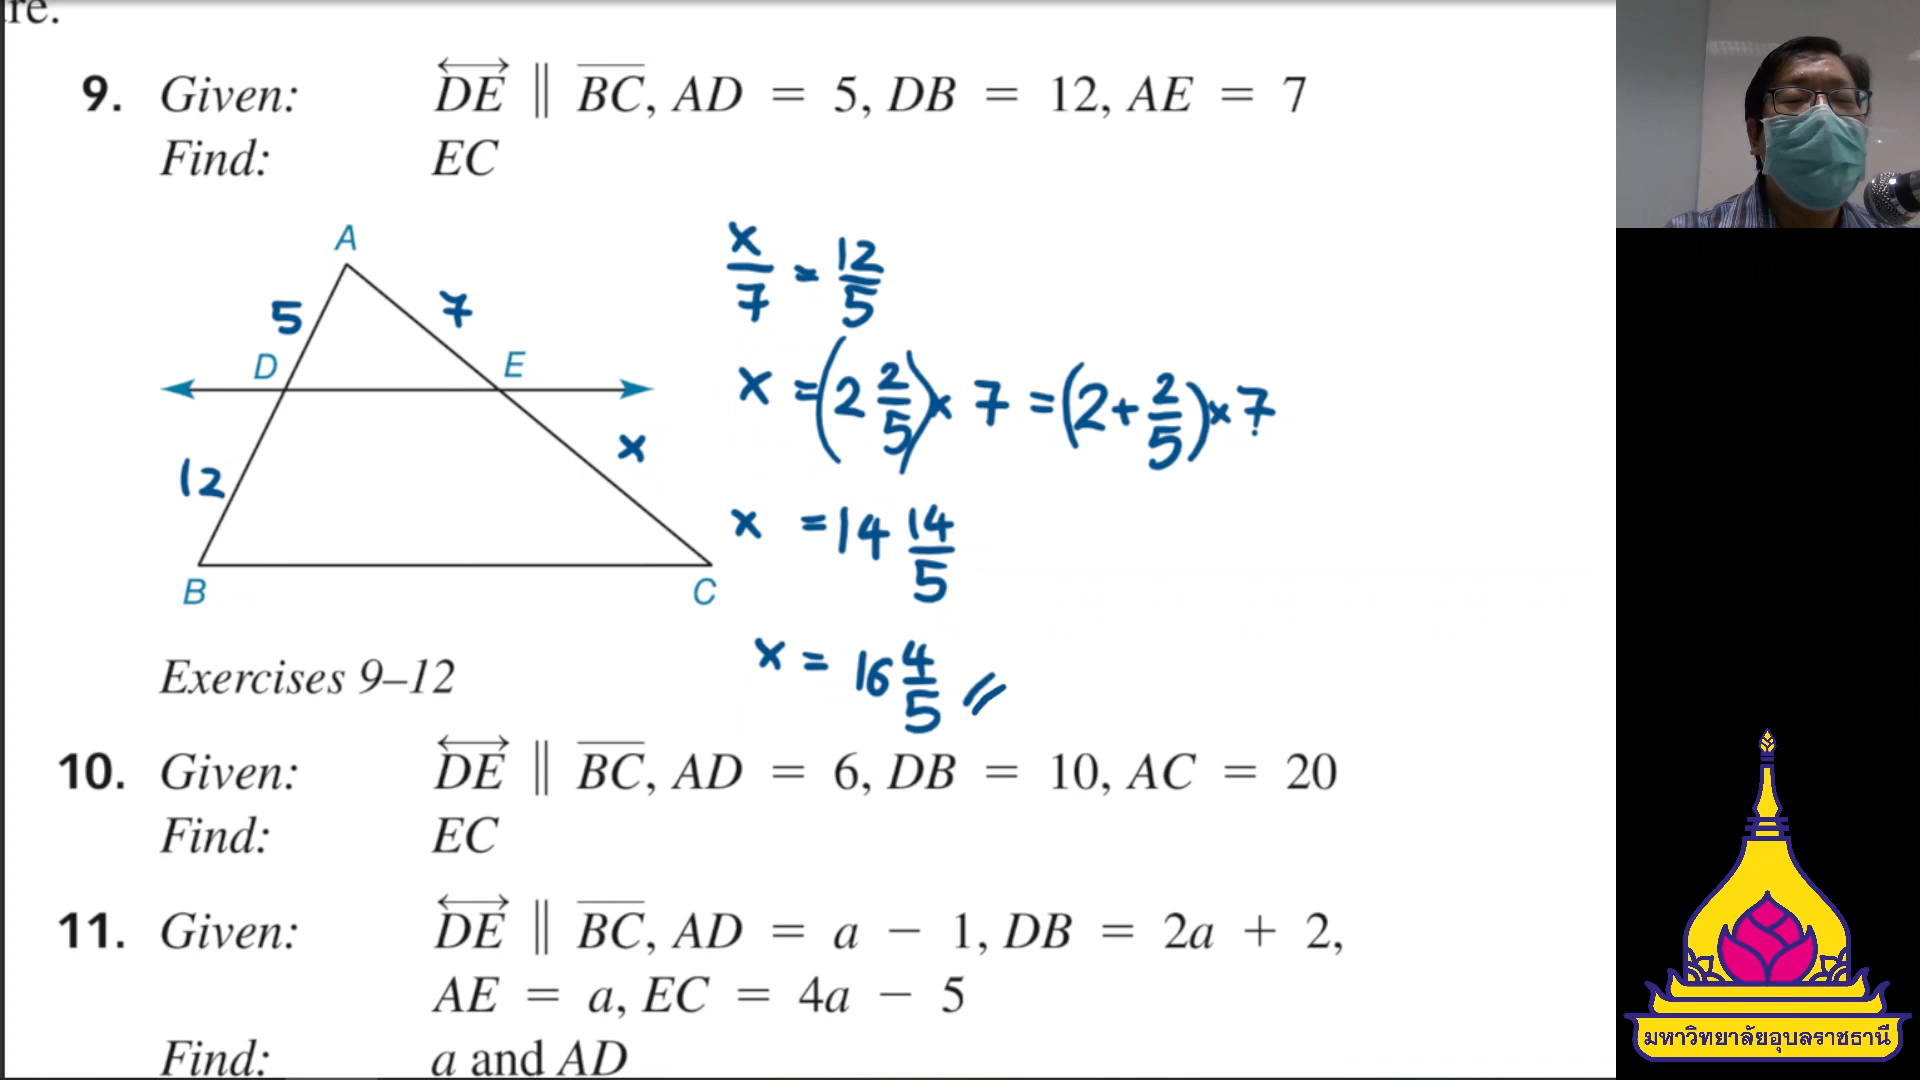 re.
9. Given: DE ∥ BC, AD = 5, DB = 12, AE = 7
Find: EC
A
5
7
D
E
12
x
B
C
x/7 = 12/5
x = (2 2/5) × 7 = (2 + 2/5) × 7
x = 14 14/5
x = 16 4/5 //
Exercises 9–12
10. Given: DE ∥ BC, AD = 6, DB = 10, AC = 20
Find: EC
11. Given: DE ∥ BC, AD = a − 1, DB = 2a + 2,
AE = a, EC = 4a − 5
Find: a and AD
มหาวิทยาลัยอุบลราชธานี